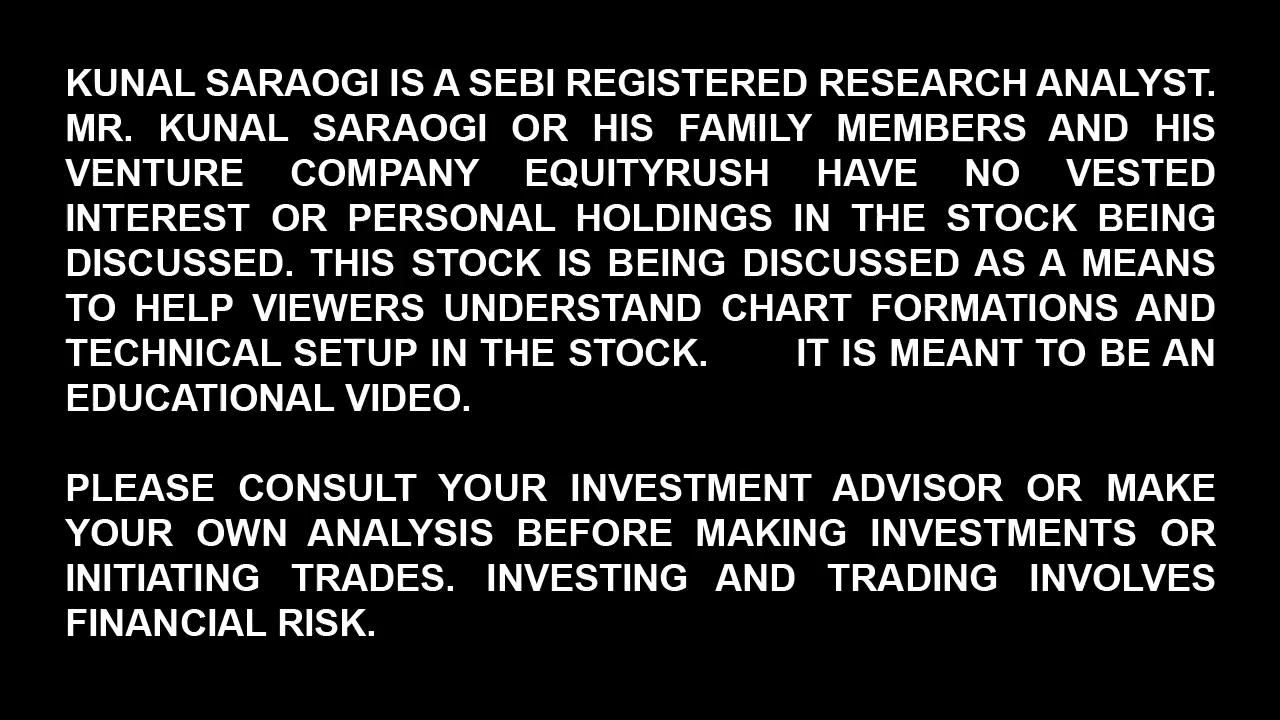 KUNAL SARAOGI IS A SEBI REGISTERED RESEARCH ANALYST.
MR. KUNAL SARAOGI OR HIS FAMILY MEMBERS AND HIS
VENTURE COMPANY EQUITYRUSH HAVE NO VESTED
INTEREST OR PERSONAL HOLDINGS IN THE STOCK BEING
DISCUSSED. THIS STOCK IS BEING DISCUSSED AS A MEANS
TO HELP VIEWERS UNDERSTAND CHART FORMATIONS AND
TECHNICAL SETUP IN THE STOCK. IT IS MEANT TO BE AN
EDUCATIONAL VIDEO.
PLEASE CONSULT YOUR INVESTMENT ADVISOR OR MAKE
YOUR OWN ANALYSIS BEFORE MAKING INVESTMENTS OR
INITIATING TRADES. INVESTING AND TRADING INVOLVES
FINANCIAL RISK.